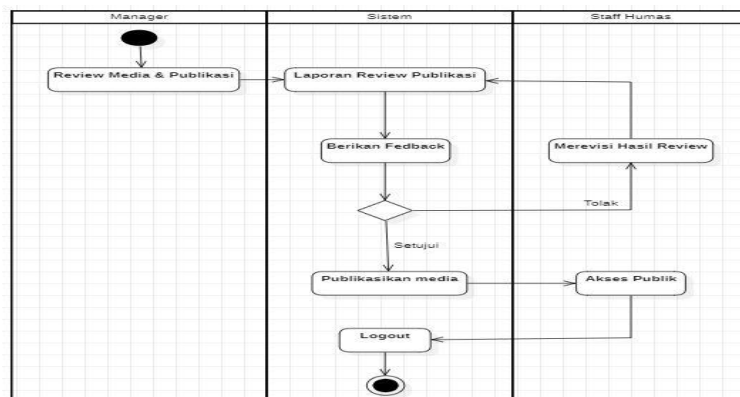 Manager
Sistem
Staff Humas
Review Media & Publikasi
Laporan Review Publikasi
Berikan Fedback
Merevisi Hasil Review
Tolak
Setujui
Publikasikan media
Akses Publik
Logout